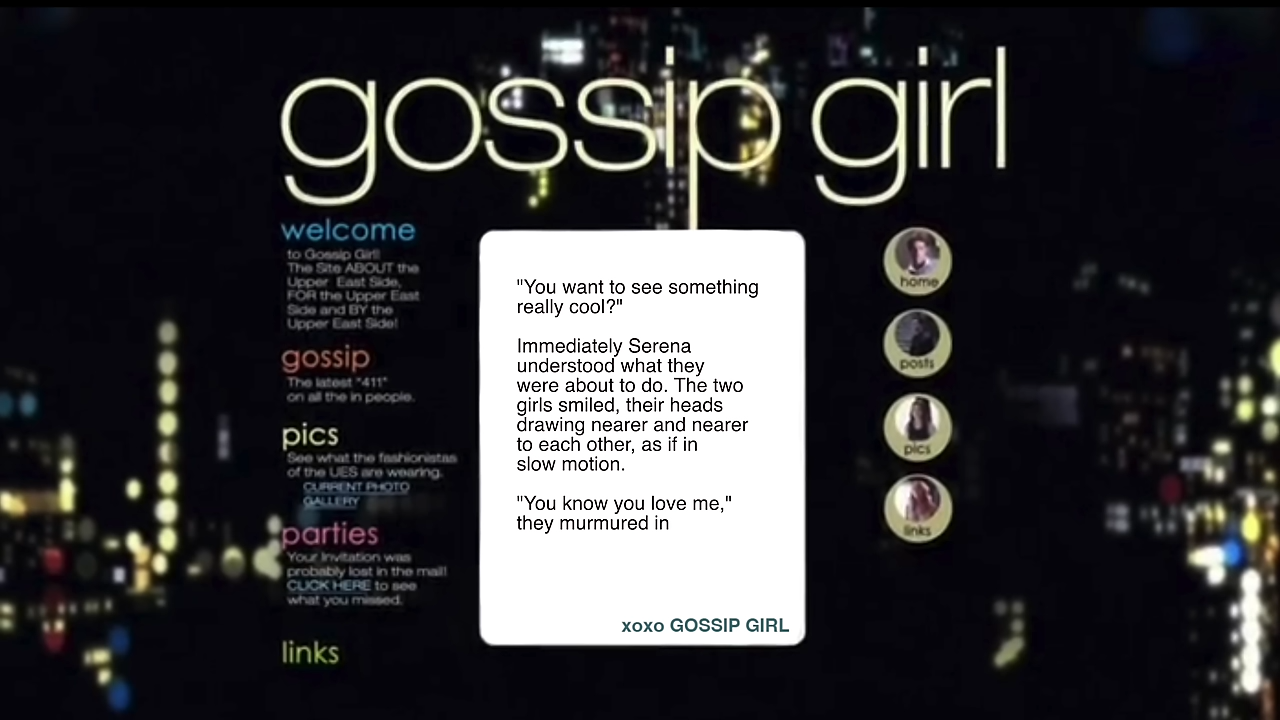 gossip girl
welcome
to Gossip Girl!
The Site ABOUT the
Upper East Side,
FOR the Upper East
Side and BY the
Upper East Side!
gossip
The latest "411"
on all the in people.
pics
See what the fashionistas
of the UES are wearing.
CURRENT PHOTO
GALLERY
parties
Your Invitation was
probably lost in the mail!
CLICK HERE to see
what you missed.
links
"You want to see something
really cool?"
Immediately Serena
understood what they
were about to do. The two
girls smiled, their heads
drawing nearer and nearer
to each other, as if in
slow motion.
"You know you love me,"
they murmured in
xoxo GOSSIP GIRL
home
posts
pics
links